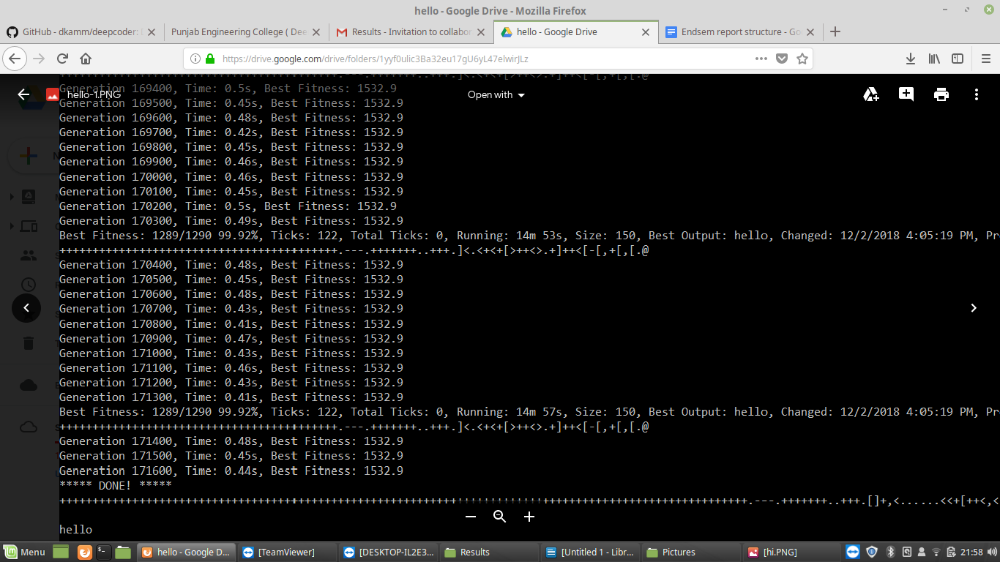 hello - Google Drive - Mozilla Firefox
GitHub - dkamm/deepcoder:
Punjab Engineering College ( Dee
Results - Invitation to collabor
hello - Google Drive
Endsem report structure - Go
https://drive.google.com/drive/folders/1yyf0ulic3Ba32eu17gU6yL47elwirJLz
hello-1.PNG
Open with
Generation 169400, Time: 0.5s, Best Fitness: 1532.9
Generation 169500, Time: 0.45s, Best Fitness: 1532.9
Generation 169600, Time: 0.48s, Best Fitness: 1532.9
Generation 169700, Time: 0.42s, Best Fitness: 1532.9
Generation 169800, Time: 0.45s, Best Fitness: 1532.9
Generation 169900, Time: 0.46s, Best Fitness: 1532.9
Generation 170000, Time: 0.46s, Best Fitness: 1532.9
Generation 170100, Time: 0.45s, Best Fitness: 1532.9
Generation 170200, Time: 0.5s, Best Fitness: 1532.9
Generation 170300, Time: 0.49s, Best Fitness: 1532.9
Best Fitness: 1289/1290 99.92%, Ticks: 122, Total Ticks: 0, Running: 14m 53s, Size: 150, Best Output: hello, Changed: 12/2/2018 4:05:19 PM, Pr
++++++++++++++++++++++++++++++++++++++++++.---.+++++++..+++.]<.<+<+[>++<>.+]++<[-[,+[,[.@
Generation 170400, Time: 0.48s, Best Fitness: 1532.9
Generation 170500, Time: 0.45s, Best Fitness: 1532.9
Generation 170600, Time: 0.48s, Best Fitness: 1532.9
Generation 170700, Time: 0.43s, Best Fitness: 1532.9
Generation 170800, Time: 0.41s, Best Fitness: 1532.9
Generation 170900, Time: 0.47s, Best Fitness: 1532.9
Generation 171000, Time: 0.43s, Best Fitness: 1532.9
Generation 171100, Time: 0.46s, Best Fitness: 1532.9
Generation 171200, Time: 0.43s, Best Fitness: 1532.9
Generation 171300, Time: 0.41s, Best Fitness: 1532.9
Best Fitness: 1289/1290 99.92%, Ticks: 122, Total Ticks: 0, Running: 14m 57s, Size: 150, Best Output: hello, Changed: 12/2/2018 4:05:19 PM, Pr
++++++++++++++++++++++++++++++++++++++++++.---.+++++++..+++.]<.<+<+[>++<>.+]++<[-[,+[,[.@
Generation 171400, Time: 0.48s, Best Fitness: 1532.9
Generation 171500, Time: 0.45s, Best Fitness: 1532.9
Generation 171600, Time: 0.44s, Best Fitness: 1532.9
***** DONE! *****
++++++++++++++++++++++++++++++++++++++++++++++++++++++++++++++++++++++++++++++++++++++++++++++++++++++++.---.+++++++..+++.[]+,<......<<+[++<,<
hello
Menu
hello - Google D...
[TeamViewer]
[DESKTOP-IL2E3...
Results
[Untitled 1 - Libr...
Pictures
[hi.PNG]
21:58